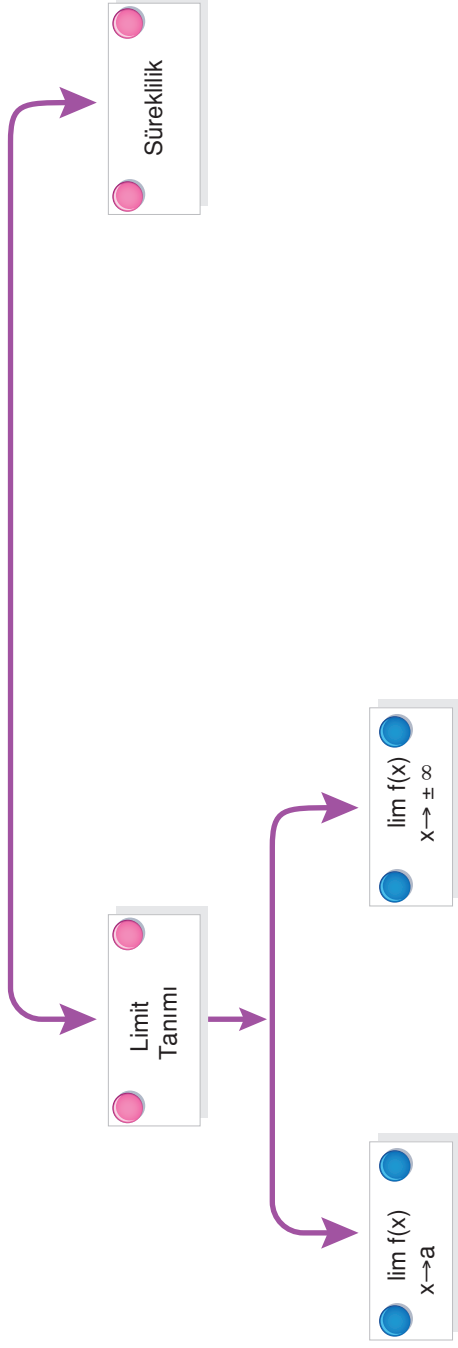 Limit
Tanımı
Süreklilik
lim f(x)
x→a
lim f(x)
x→ ± ∞